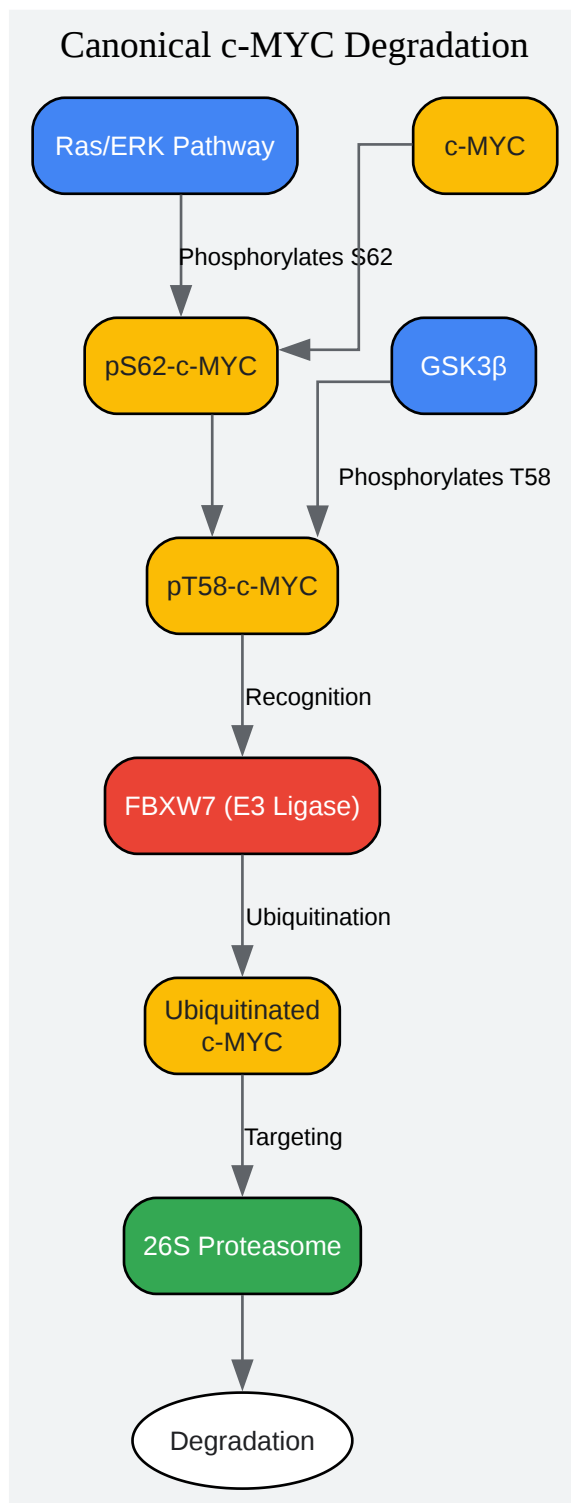 Canonical c-MYC Degradation
Ras/ERK Pathway
c-MYC
Phosphorylates S62
pS62-c-MYC
GSK3β
Phosphorylates T58
pT58-c-MYC
Recognition
FBXW7 (E3 Ligase)
Ubiquitination
Ubiquitinated
c-MYC
Targeting
26S Proteasome
Degradation